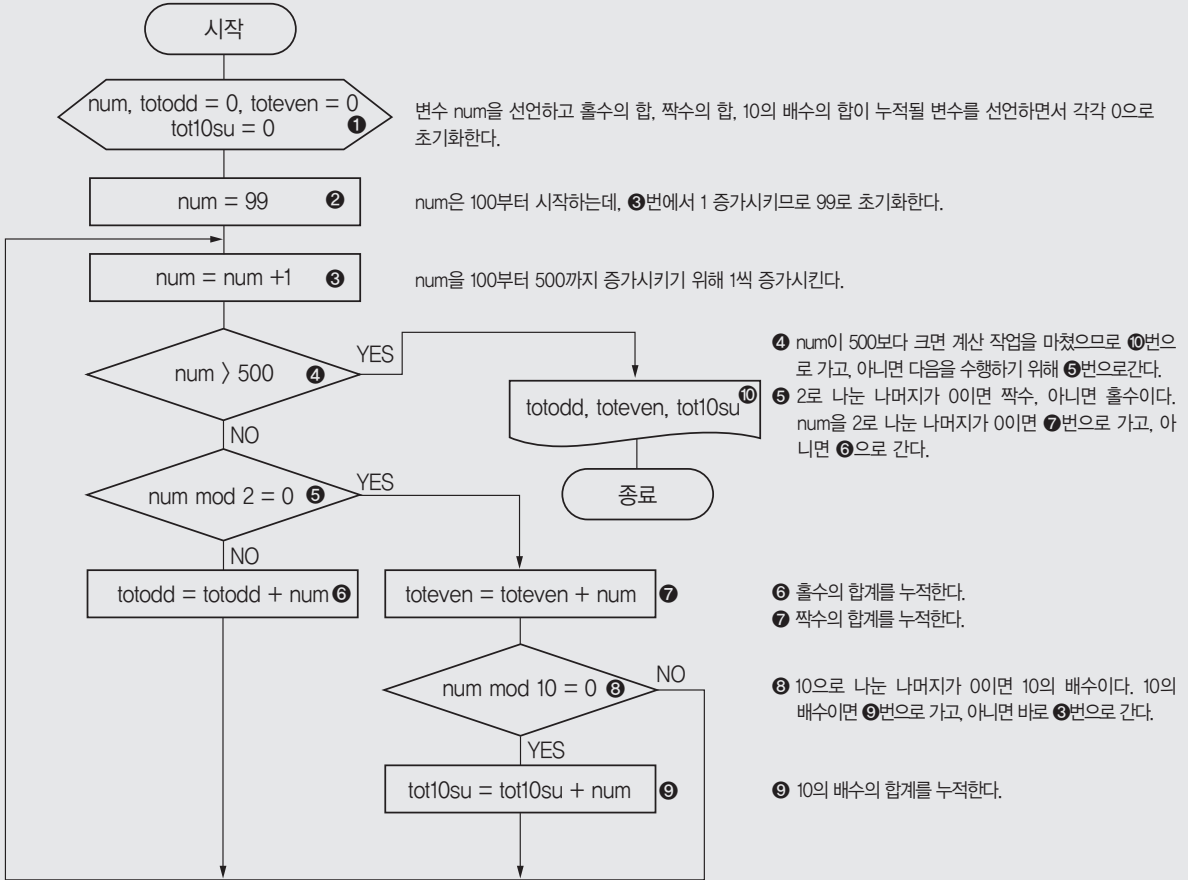 시작
num, totodd = 0, toteven = 0
tot10su = 0 ❶
변수 num을 선언하고 홀수의 합, 짝수의 합, 10의 배수의 합이 누적될 변수를 선언하면서 각각 0으로
초기화한다.
num = 99 ❷
num은 100부터 시작하는데, ❸번에서 1 증가시키므로 99로 초기화한다.
num = num +1 ❸
num을 100부터 500까지 증가시키기 위해 1씩 증가시킨다.
num 〉 500 ❹
YES
NO
totodd, toteven, tot10su ❿
종료
❹ num이 500보다 크면 계산 작업을 마쳤으므로 ❿번으
로 가고, 아니면 다음을 수행하기 위해 ❺번으로간다.
❺ 2로 나눈 나머지가 0이면 짝수, 아니면 홀수이다.
num을 2로 나눈 나머지가 0이면 ❼번으로 가고, 아
니면 ❻으로 간다.
num mod 2 = 0 ❺
YES
NO
totodd = totodd + num ❻
toteven = toteven + num ❼
❻ 홀수의 합계를 누적한다.
❼ 짝수의 합계를 누적한다.
num mod 10 = 0 ❽
NO
YES
❽ 10으로 나눈 나머지가 0이면 10의 배수이다. 10의
배수이면 ❾번으로 가고, 아니면 바로 ❸번으로 간다.
tot10su = tot10su + num ❾
❾ 10의 배수의 합계를 누적한다.